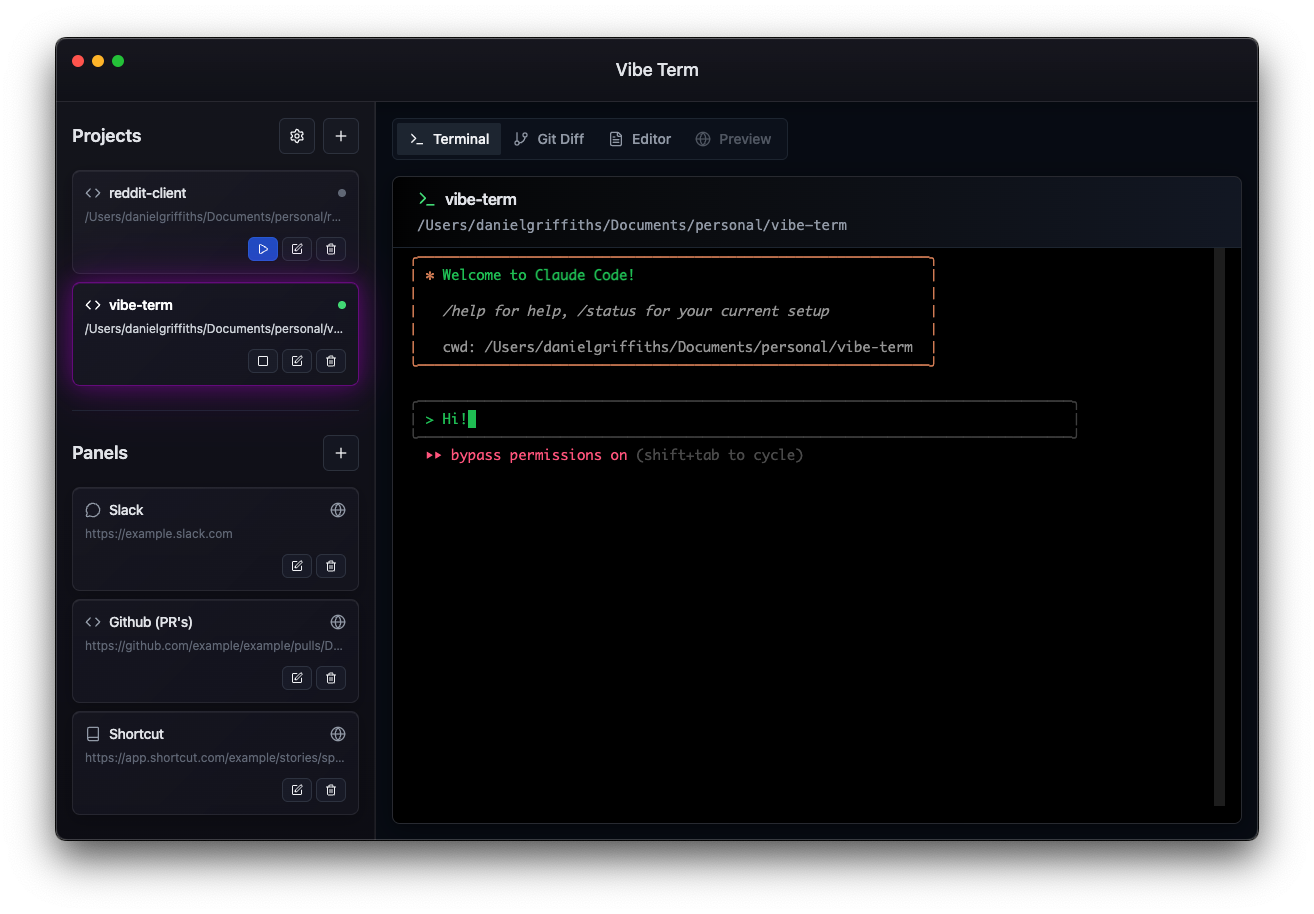 Vibe Term
Projects
reddit-client
/Users/danielgriffiths/Documents/personal/r...
vibe-term
/Users/danielgriffiths/Documents/personal/v...
Panels
Slack
https://example.slack.com
Github (PR's)
https://github.com/example/example/pulls/D...
Shortcut
https://app.shortcut.com/example/stories/sp...
Terminal Git Diff Editor Preview
vibe-term
/Users/danielgriffiths/Documents/personal/vibe-term
* Welcome to Claude Code!
/help for help, /status for your current setup
cwd: /Users/danielgriffiths/Documents/personal/vibe-term
> Hi!
bypass permissions on (shift+tab to cycle)